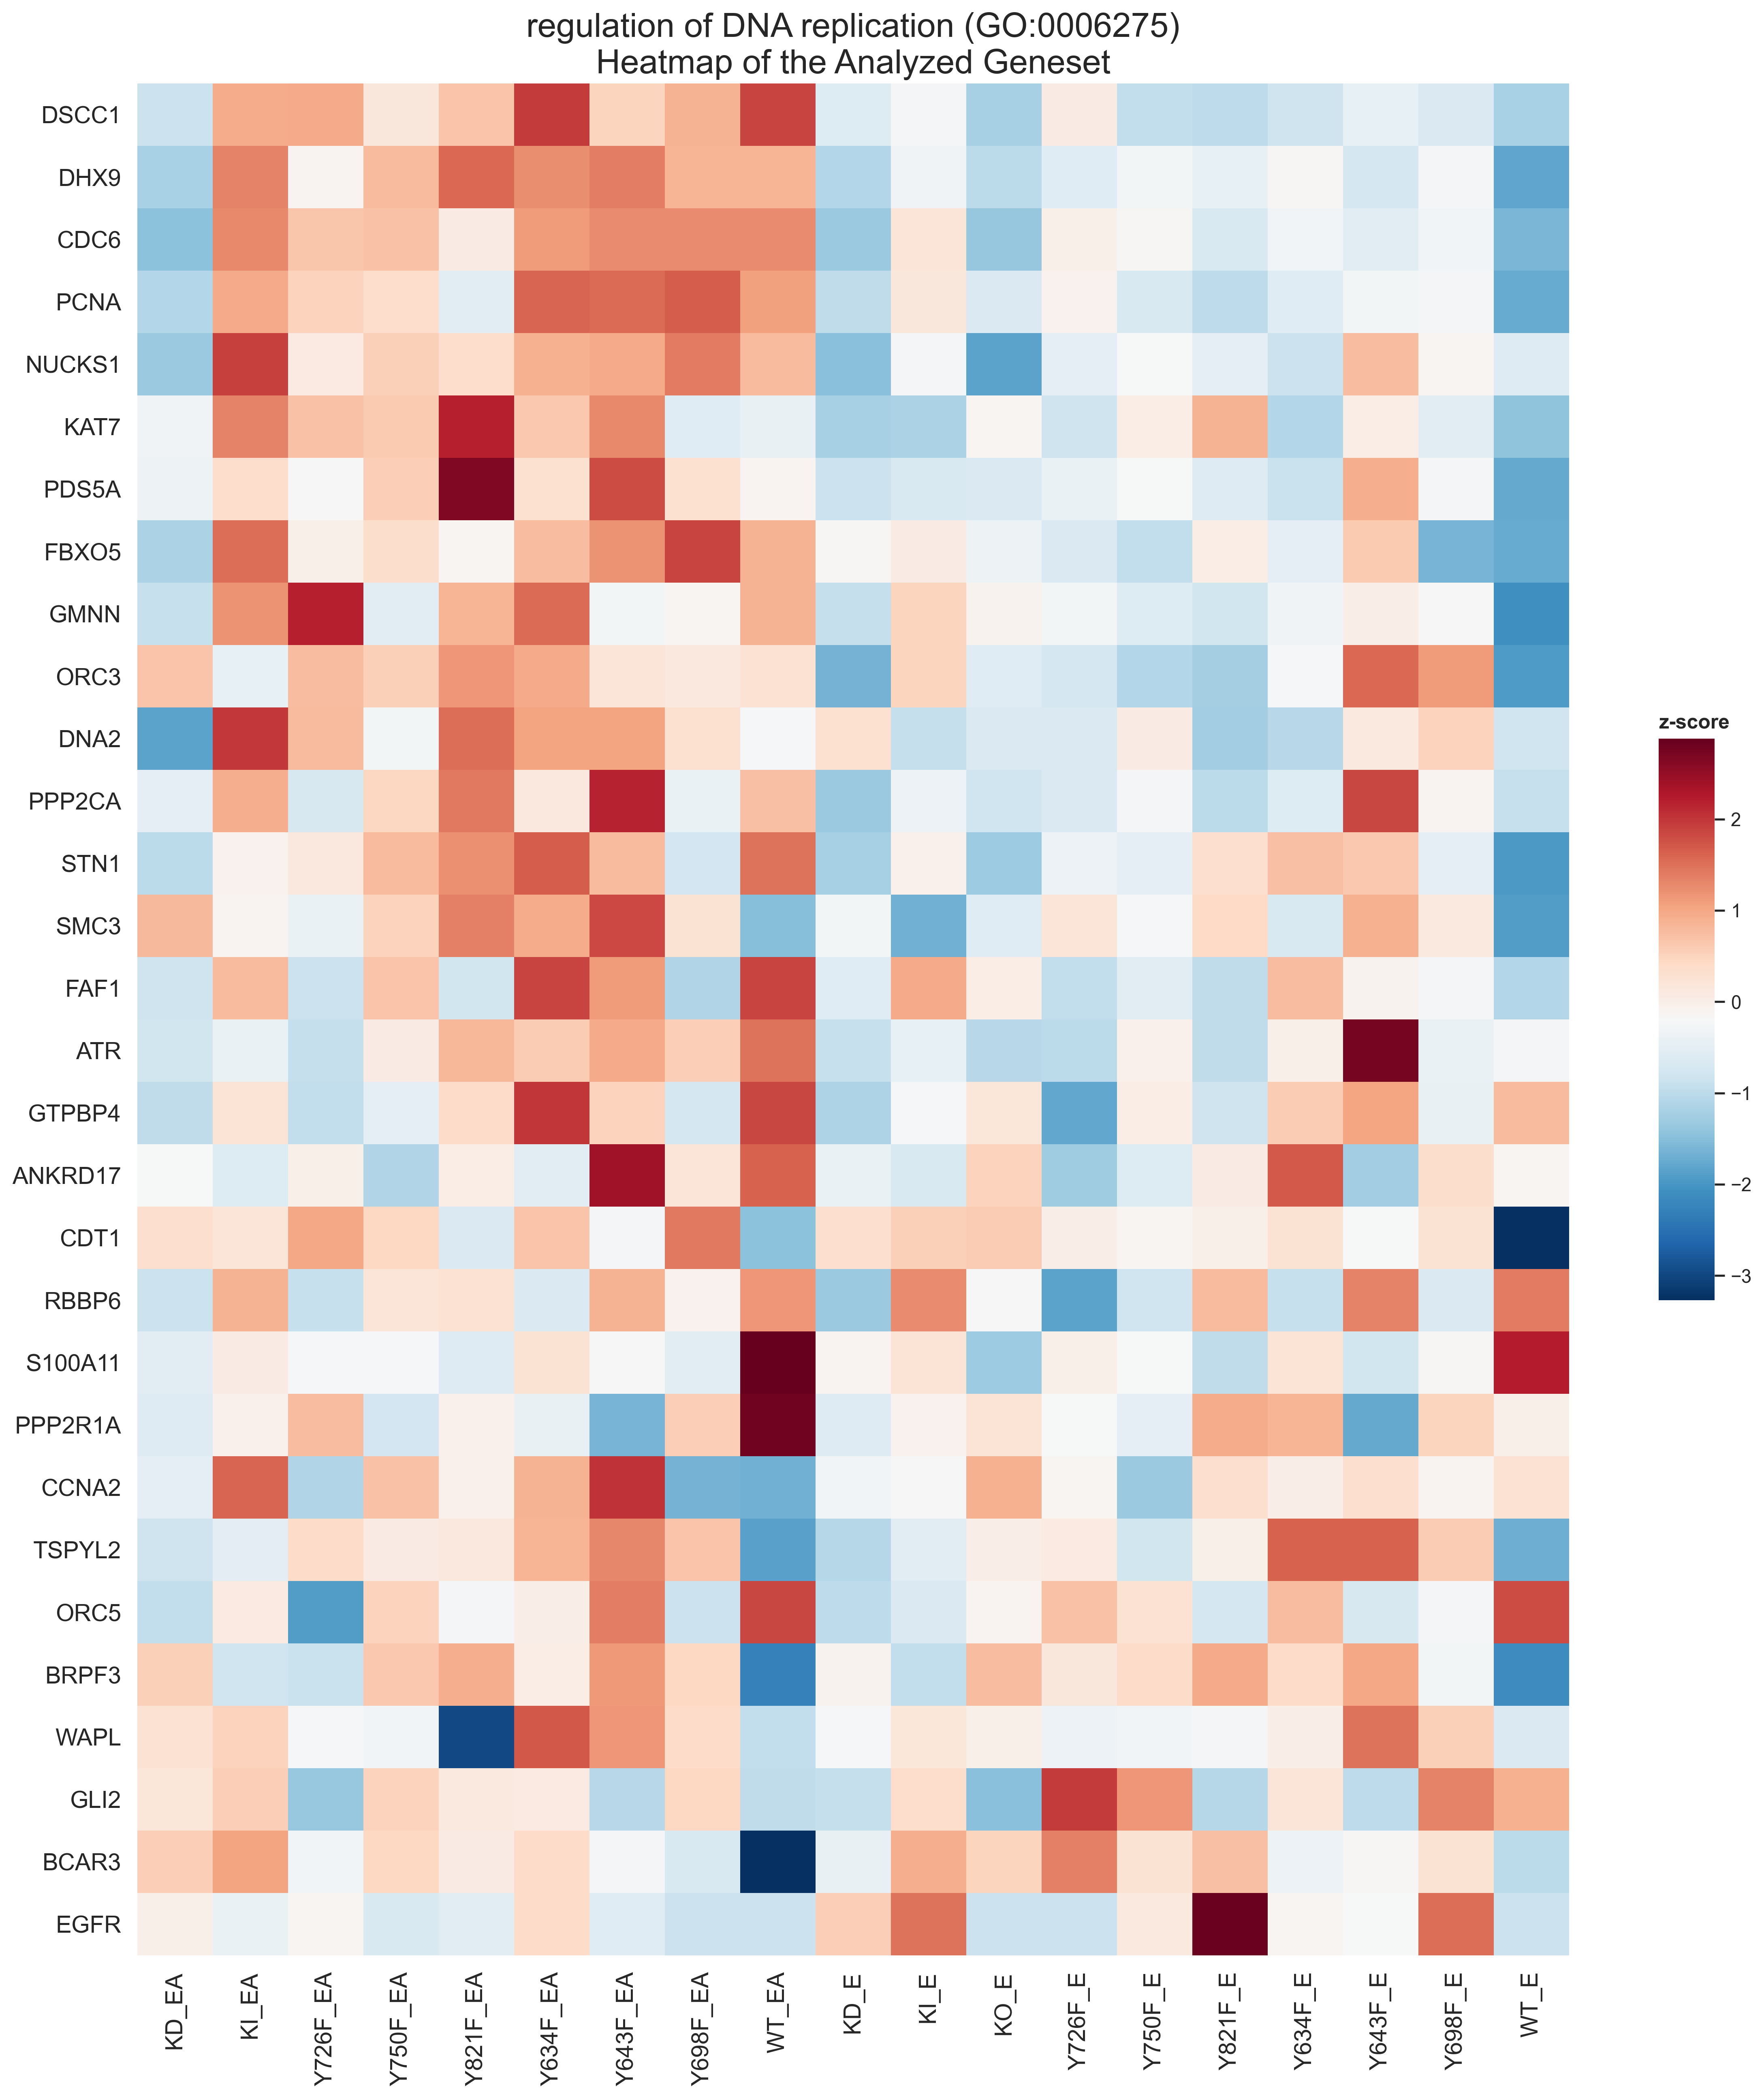 regulation of DNA replication (GO:0006275)
Heatmap of the Analyzed Geneset
DSCC1
DHX9
CDC6
PCNA
NUCKS1
KAT7
PDS5A
FBXO5
GMNN
ORC3
DNA2
PPP2CA
STN1
SMC3
FAF1
ATR
GTPBP4
ANKRD17
CDT1
RBBP6
S100A11
PPP2R1A
CCNA2
TSPYL2
ORC5
BRPF3
WAPL
GLI2
BCAR3
EGFR
KD_EA
KI_EA
Y726F_EA
Y750F_EA
Y821F_EA
Y634F_EA
Y643F_EA
Y698F_EA
WT_EA
KD_E
KI_E
KO_E
Y726F_E
Y750F_E
Y821F_E
Y634F_E
Y643F_E
Y698F_E
WT_E
z-score
2
1
0
−1
−2
−3